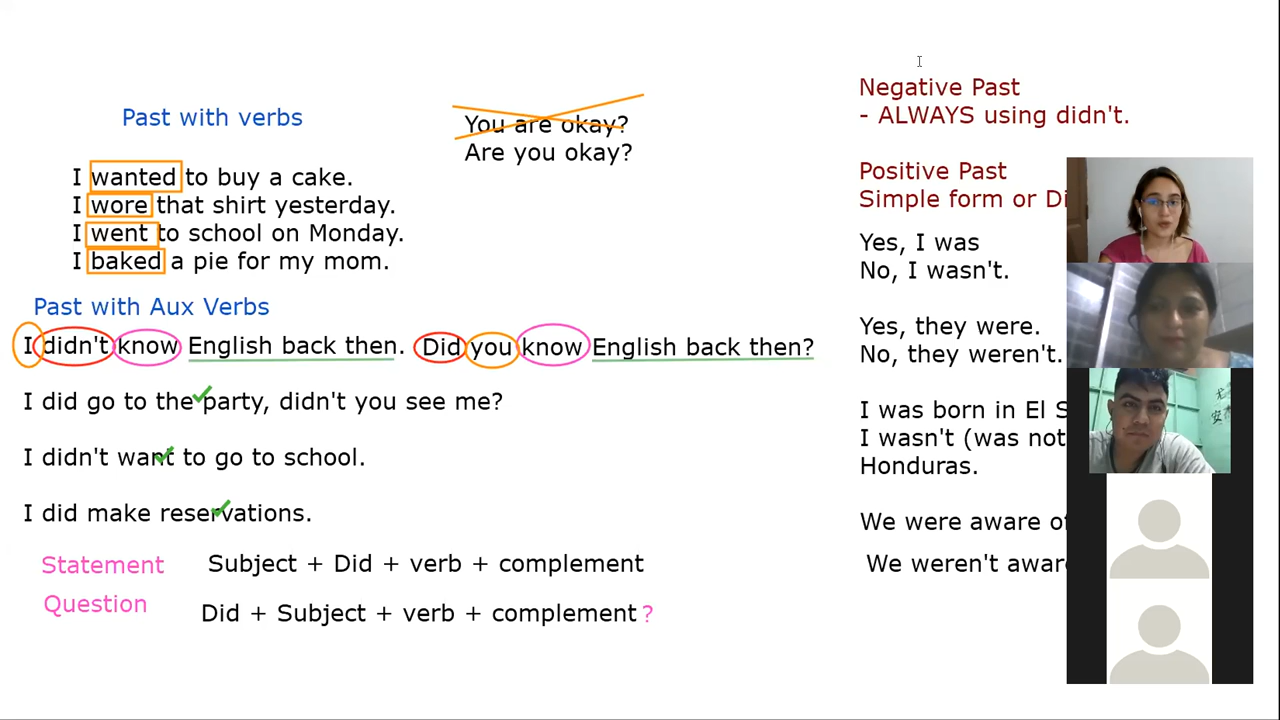 Past with verbs
You are okay?
Are you okay?
I wanted to buy a cake.
I wore that shirt yesterday.
I went to school on Monday.
I baked a pie for my mom.
Past with Aux Verbs
I didn't know English back then. Did you know English back then?
I did go to the party, didn't you see me?
I didn't want to go to school.
I did make reservations.
Statement Subject + Did + verb + complement
Question Did + Subject + verb + complement ?
Negative Past
- ALWAYS using didn't.
Positive Past
Simple form or Di
Yes, I was
No, I wasn't.
Yes, they were.
No, they weren't.
I was born in El S
I wasn't (was not
Honduras.
We were aware of
We weren't aware